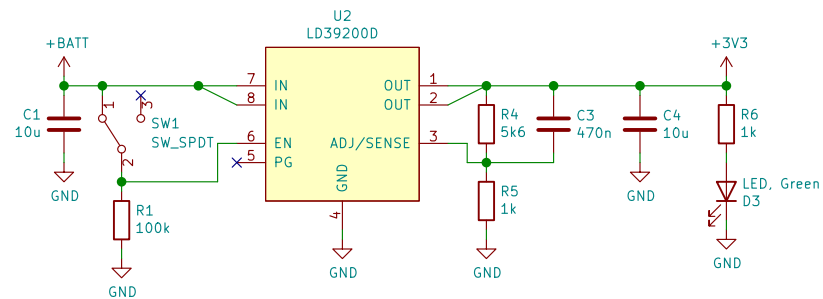 U2
LD39200D
+BATT
+3V3
7
IN
OUT
1
8
IN
OUT
2
C1
10u
1
3
SW1
SW_SPDT
2
6
EN
ADJ/SENSE
3
5
PG
GND
4
R4
5k6
C3
470n
C4
10u
R6
1k
GND
R1
100k
R5
1k
GND
LED, Green
D3
GND
GND
GND
GND